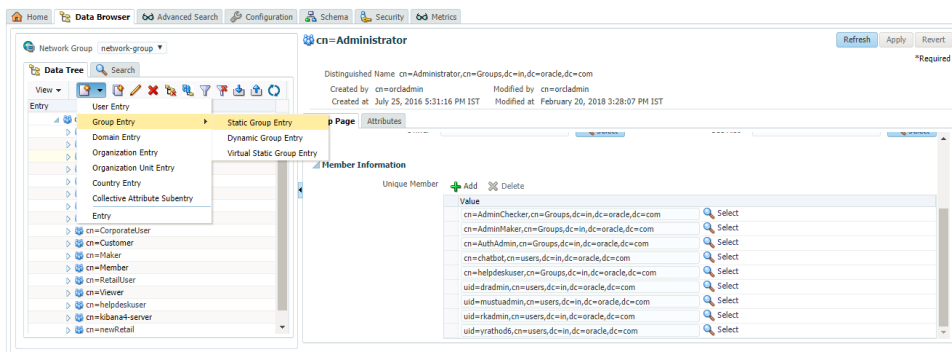 Home Data Browser Advanced Search Configuration Schema Security Metrics
Network Group network-group
Data Tree Search
View
Entry
User Entry
Group Entry
Domain Entry
Organization Entry
Organization Unit Entry
Country Entry
Collective Attribute Subentry
Entry
Static Group Entry
Dynamic Group Entry
Virtual Static Group Entry
cn=CorporateUser
cn=Customer
cn=Maker
cn=Member
cn=RetailUser
cn=Viewer
cn=helpdeskuser
cn=kibana4-server
cn=newRetail
cn=Administrator
Refresh Apply Revert
*Required
Distinguished Name cn=Administrator,cn=Groups,dc=in,dc=oracle,dc=com
Created by cn=orcladmin Modified by cn=orcladmin
Created at July 25, 2016 5:31:16 PM IST Modified at February 20, 2018 3:28:07 PM IST
p Page Attributes
Member Information
Unique Member Add Delete
Value
cn=AdminChecker,cn=Groups,dc=in,dc=oracle,dc=com Select
cn=AdminMaker,cn=Groups,dc=in,dc=oracle,dc=com Select
cn=AuthAdmin,cn=Groups,dc=in,dc=oracle,dc=com Select
cn=chatbot,cn=users,dc=in,dc=oracle,dc=com Select
cn=helpdeskuser,cn=Groups,dc=in,dc=oracle,dc=com Select
uid=dradmin,cn=users,dc=in,dc=oracle,dc=com Select
uid=mustuadmin,cn=users,dc=in,dc=oracle,dc=com Select
uid=rkadmin,cn=users,dc=in,dc=oracle,dc=com Select
uid=yrathod6,cn=users,dc=in,dc=oracle,dc=com Select